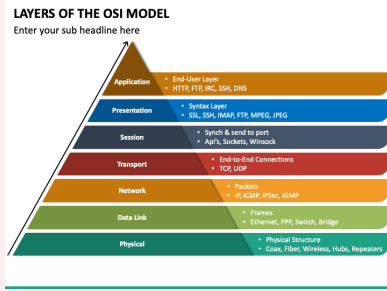 LAYERS OF THE OSI MODEL
Enter your sub headline here
Application
• End-User Layer
• HTTP, FTP, IRC, SSH, DNS
Presentation
• Syntax Layer
• SSL, SSH, IMAP, FTP, MPEG, JPEG
Session
• Synch & send to port
• Api's, Sockets, Winsock
Transport
• End-to-End Connections
• TCP, UDP
Network
• Packets
• IP, ICMP, IPSec, IGMP
Data Link
• Frames
• Ethernet, PPP, Switch, Bridge
Physical
• Physical Structure
• Coax, Fiber, Wireless, Hubs, Repeaters